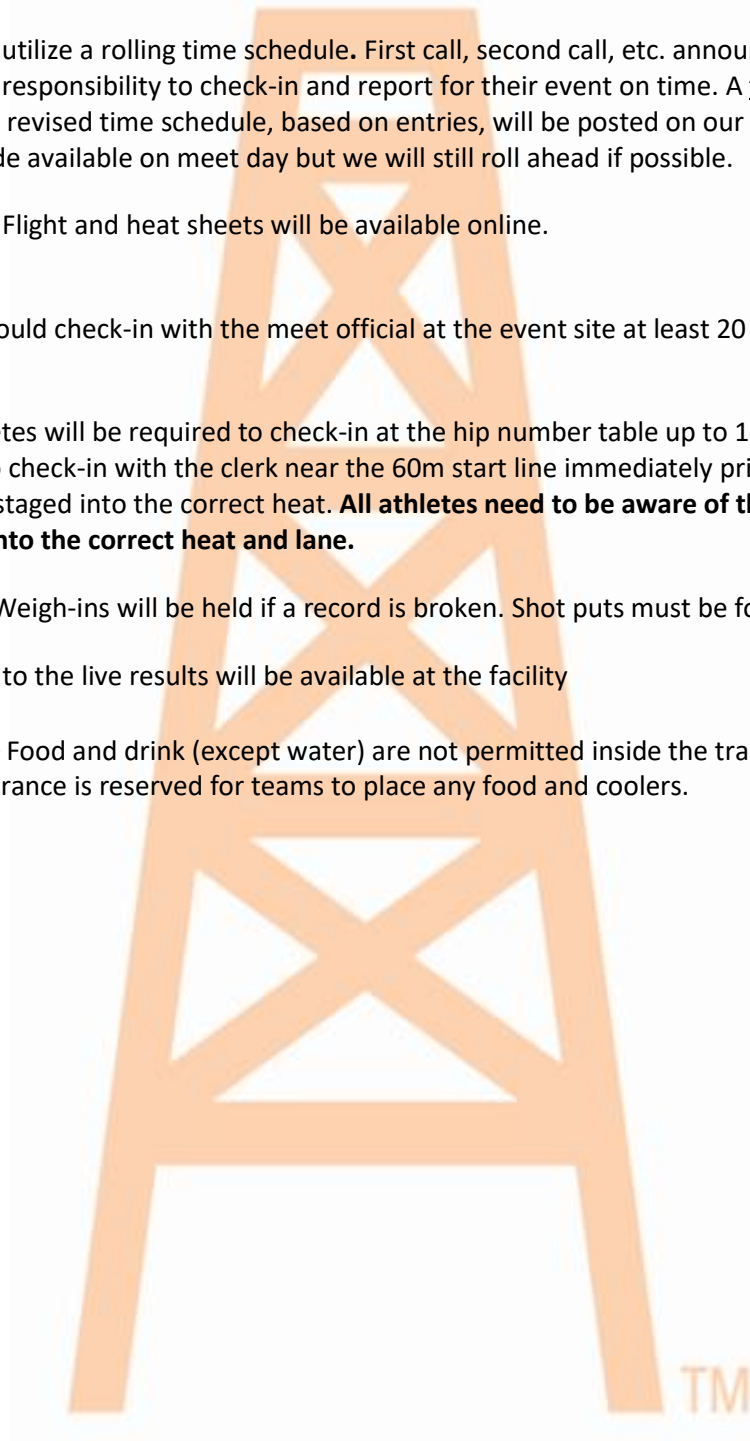 utilize a rolling time schedule. First call, second call, etc. annou
responsibility to check-in and report for their event on time. A
revised time schedule, based on entries, will be posted on our
de available on meet day but we will still roll ahead if possible.
Flight and heat sheets will be available online.
ould check-in with the meet official at the event site at least 20
etes will be required to check-in at the hip number table up to 1
check-in with the clerk near the 60m start line immediately pri
staged into the correct heat. All athletes need to be aware of t
nto the correct heat and lane.
Weigh-ins will be held if a record is broken. Shot puts must be fo
to the live results will be available at the facility
Food and drink (except water) are not permitted inside the tra
rance is reserved for teams to place any food and coolers.
TM